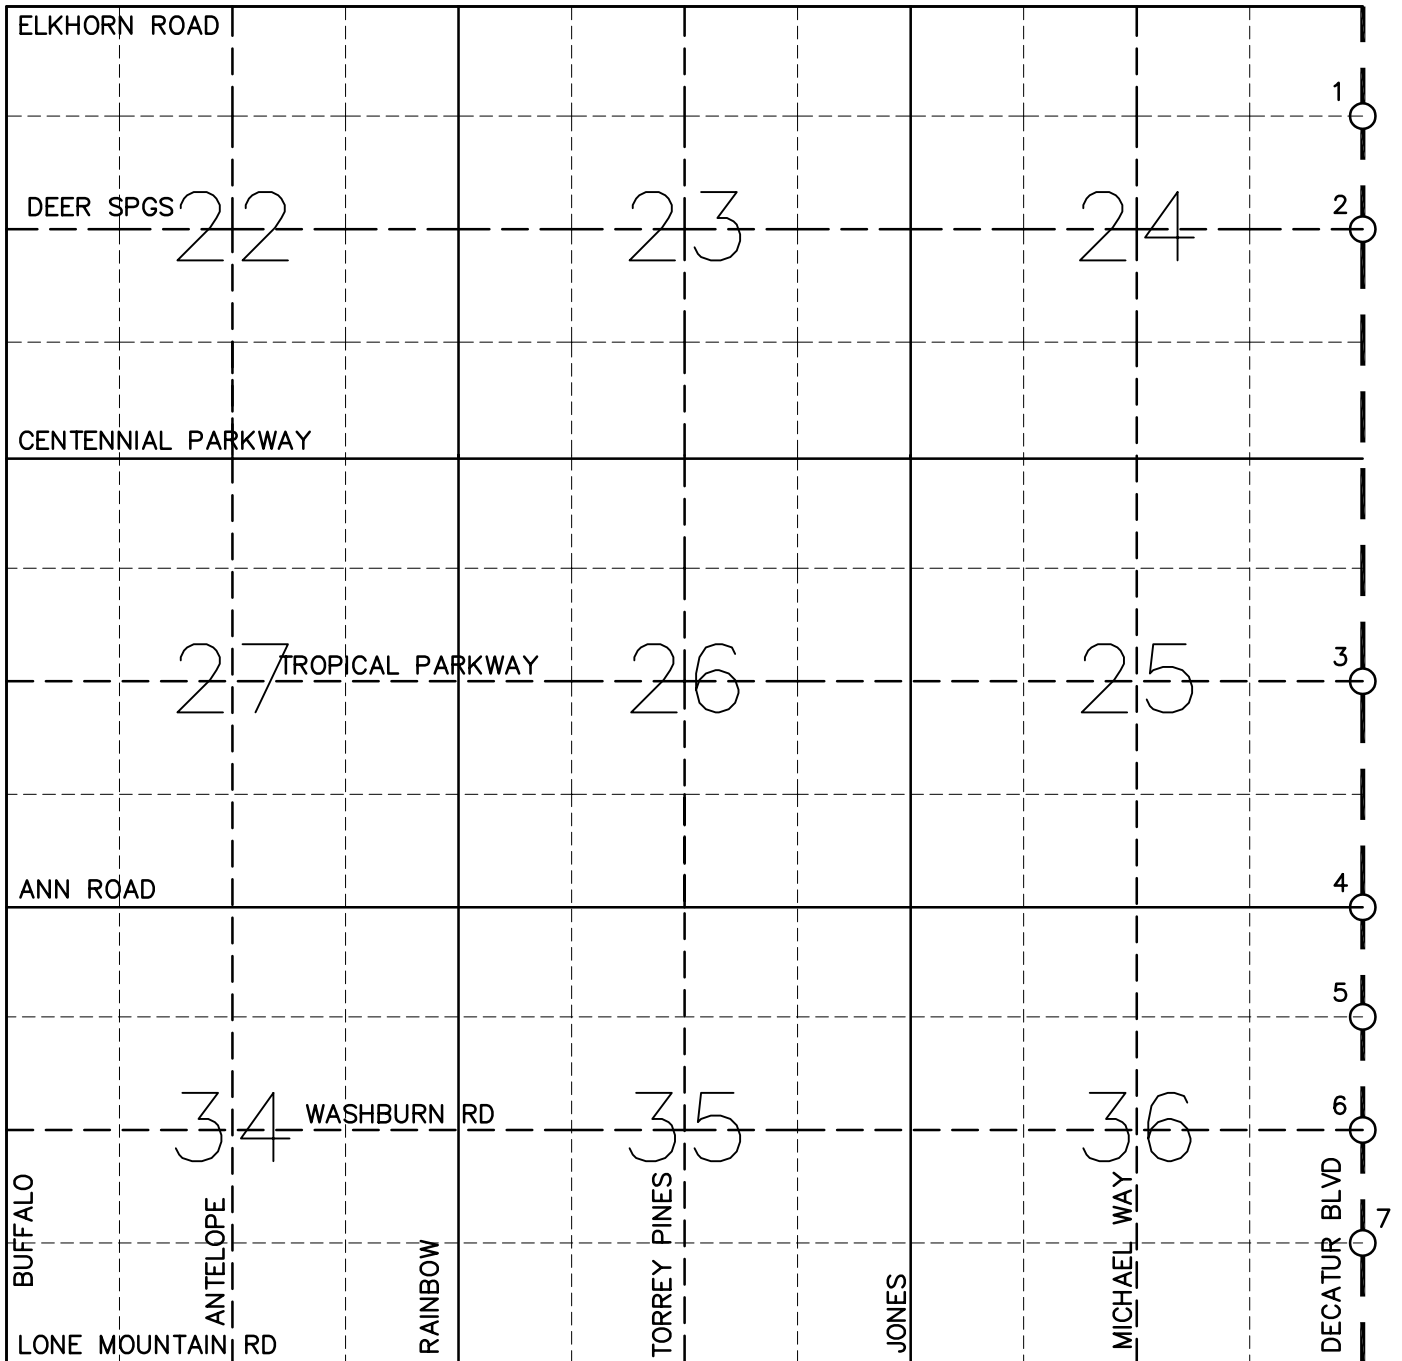 ELKHORN ROAD
1
DEER SPGS
2
22
23
24
CENTENNIAL PARKWAY
3
27
TROPICAL PARKWAY
26
25
4
ANN ROAD
5
34
WASHBURN RD
35
36
6
7
BUFFALO
ANTELOPE
RAINBOW
TORREY PINES
JONES
MICHAEL WAY
DECATUR BLVD
LONE MOUNTAIN RD